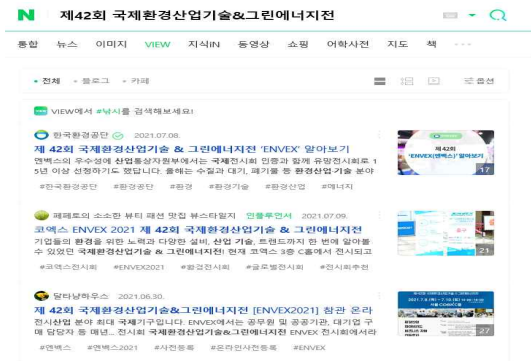 N 제42회 국제환경산업기술&그린에너지전
통합 뉴스 이미지 VIEW 지식iN 동영상 쇼핑 어학사전 지도 책 ...
• 전체 • 블로그 • 카페 옵션
VIEW에서 #낚시를 검색해보세요!
한국환경공단 2021.07.08.
제 42회 국제환경산업기술 & 그린에너지전 'ENVEX' 알아보기
엔벡스의 우수성에 산업통상자원부에서는 국제전시회 인증과 함께 유망전시회로 1
5년 이상 선정하기도 했답니다. 올해는 수질과 대기, 폐기물 등 환경산업·기술 분야
#한국환경공단 #환경공단 #환경 #환경기술 #환경산업 #에너지
제 42회
'ENVEX(엔벡스)' 알아보기
17
페페토의 소소한 뷰티 패션 맛집 뷰스타일지 인플루언서 2021.07.09.
코엑스 ENVEX 2021 제 42회 국제환경산업기술 & 그린에너지전
기업들의 환경을 위한 노력과 다양한 설비, 산업 기술, 트렌드까지 한 번에 알아볼
수 있었던 국제환경산업기술 & 그린에너지전! 현재 코엑스 3층 C홀에서 전시되고
#코엑스전시회 #ENVEX2021 #환경전시회 #글로벌전시회 #전시회추천
21
달타냥하우스 2021.06.30.
제 42회 국제환경산업기술&그린에너지전 [ENVEX2021] 참관 온라
전시산업 분야 최대 국제기구입니다. ENVEX에서는 공무원 및 공공기관, 대기업 구
매 담당자 등 매년... 전시회 국제환경산업기술&그린에너지전 ENVEX 전시회에서라
#엔벡스 #엔벡스2021 #사전등록 #온라인사전등록 #ENVEX
27